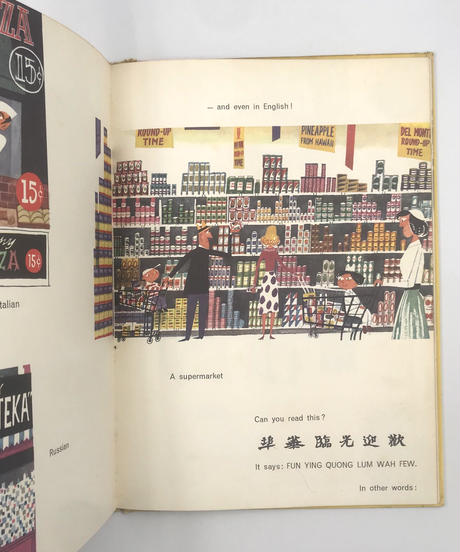 ZA
15¢
15¢
ZA 15¢
talian
TEKA"
Russian
— and even in English!
ROUND-UP
TIME
PINEAPPLE
FROM HAWAII
DEL MONT
ROUND-UP
TIME
A supermarket
Can you read this?
歡迎光臨華埠
It says: FUN YING QUONG LUM WAH FEW.
In other words: